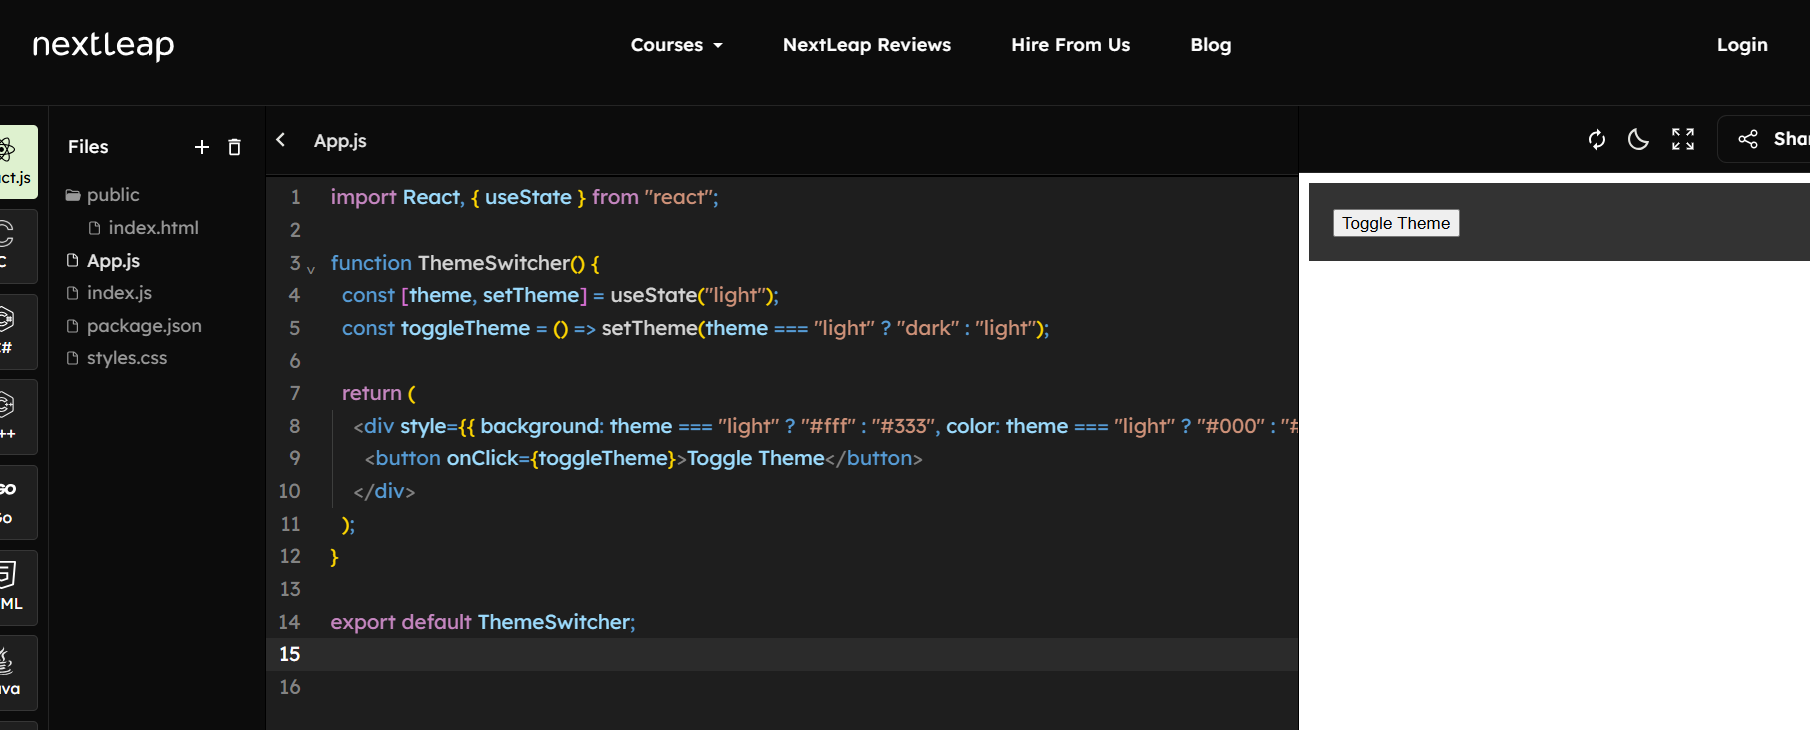 nextleap
Courses
NextLeap Reviews
Hire From Us
Blog
Login
ct.js
C
#
++
GO
Go
ML
va
Files
public
index.html
App.js
index.js
package.json
styles.css
App.js
1 import React, { useState } from "react";
2
3 function ThemeSwitcher() {
4 const [theme, setTheme] = useState("light");
5 const toggleTheme = () => setTheme(theme === "light" ? "dark" : "light");
6
7 return (
8 <div style={{ background: theme === "light" ? "#fff" : "#333", color: theme === "light" ? "#000" : "#
9 <button onClick={toggleTheme}>Toggle Theme</button>
10 </div>
11 );
12 }
13
14 export default ThemeSwitcher;
15
16
Shar
Toggle Theme